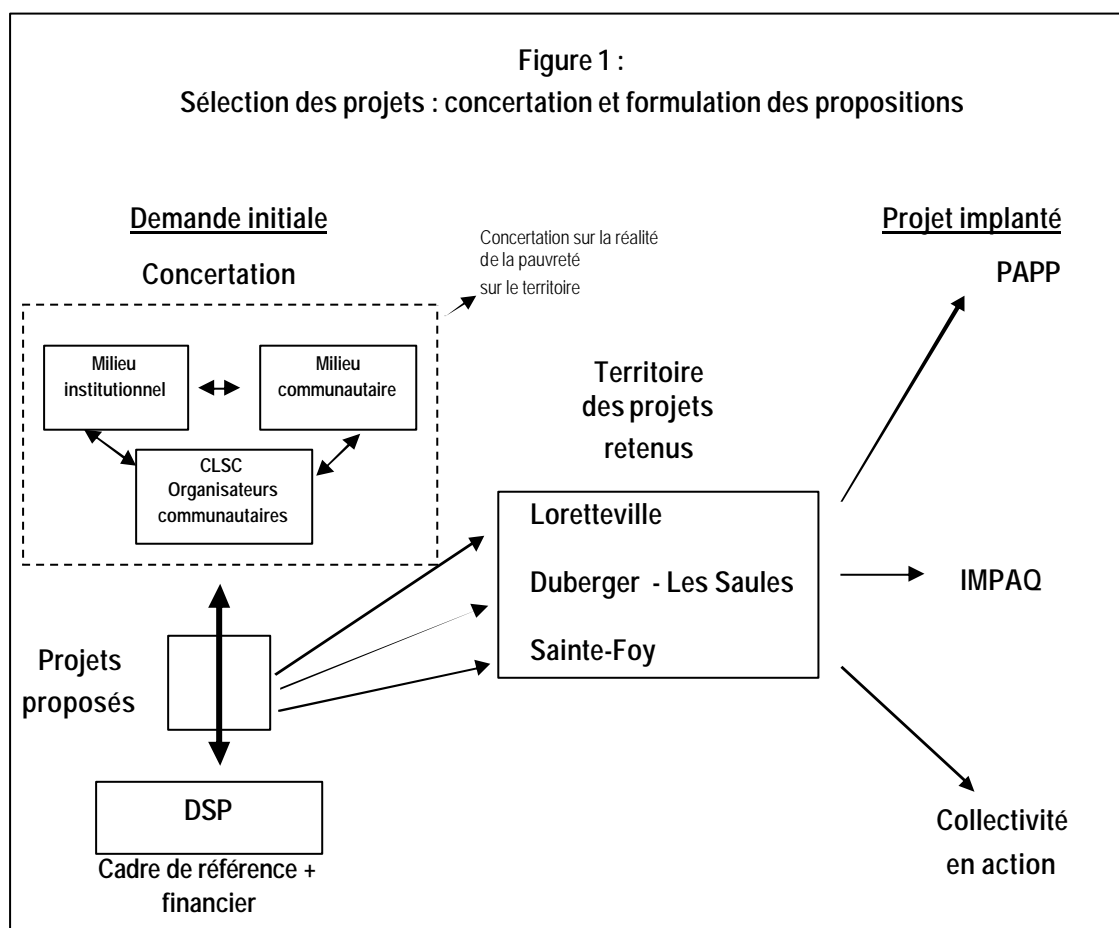 Figure 1 :
Sélection des projets : concertation et formulation des propositions
Demande initiale
Concertation
Concertation sur la réalité
de la pauvreté
sur le territoire
Milieu
institutionnel
Milieu
communautaire
CLSC
Organisateurs
communautaires
Projets
proposés
DSP
Cadre de référence +
financier
Territoire
des projets
retenus
Loretteville
Duberger - Les Saules
Sainte-Foy
Projet implanté
PAPP
IMPAQ
Collectivité
en action